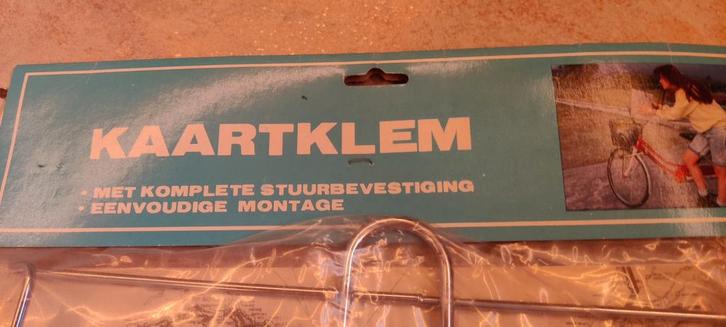 KAARTKLEM
• MET KOMPLETE STUURBEVESTIGING
• EENVOUDIGE MONTAGE